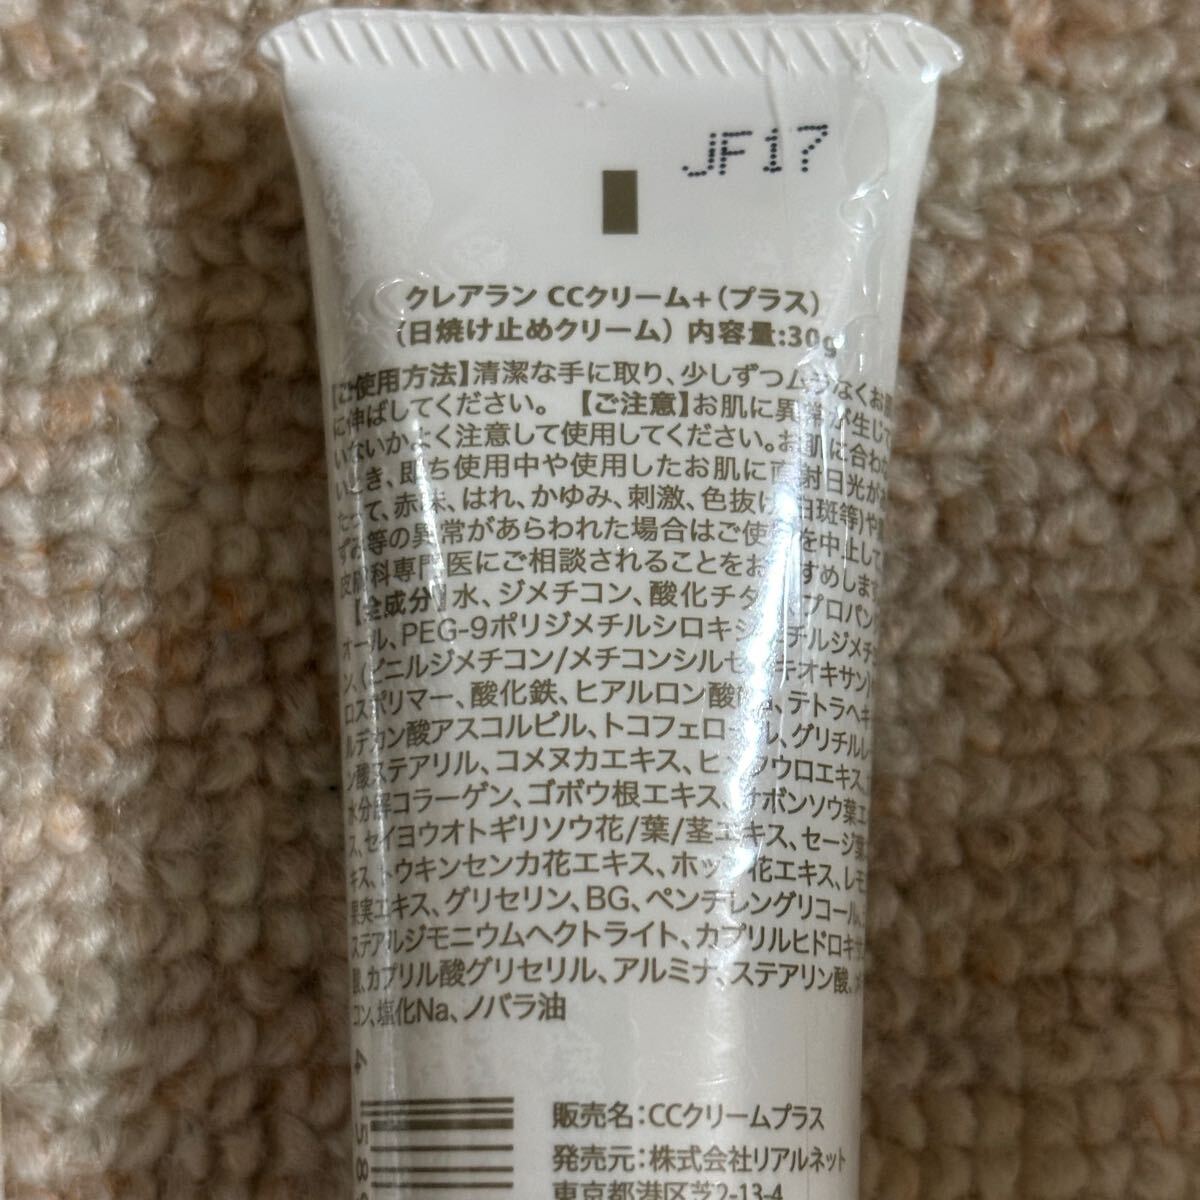 JF17
クレアラン CCクリーム+(プラス)
(日焼け止めクリーム) 内容量:30g
【ご使用方法】清潔な手に取り、少しずつムラなくお
に伸ばしてください。 【ご注意】お肌に異常が生じて
いないかよく注意して使用してください。お肌に合わな
いとき、即ち使用中や使用したお肌に直射日光が
たって、赤味、はれ、かゆみ、刺激、色抜け(白斑等)や
ずみ等の異常があらわれた場合はご使用を中止して
皮膚科専門医にご相談されることをおすすめします
【全成分】水、ジメチコン、酸化チタン、プロパン
オール、PEG-9ポリジメチルシロキシエチルジメチコ
ン、(ビニルジメチコン/メチコンシルセスキオキサン)
ロスポリマー、酸化鉄、ヒアルロン酸 、テトラヘキ
ルデカン酸アスコルビル、トコフェロール、グリチルレ
ン酸ステアリル、コメヌカエキス、 ウロエキス、
水分解コラーゲン、ゴボウ根エキス、サボンソウ葉エ
ス、セイヨウオトギリソウ花/葉/茎エキス、セージ葉
キス、トウキンセンカ花エキス、ホップ花エキス、レモ
果実エキス、グリセリン、BG、ペンチレングリコール、
ステアルジモニウムヘクトライト、カプリルヒドロキサ
酸、カプリル酸グリセリル、アルミナ、ステアリン酸、
コン、塩化Na、ノバラ油
4 58
販売名:CCクリームプラス
発売元:株式会社リアルネット
東京都港区芝2-13-4